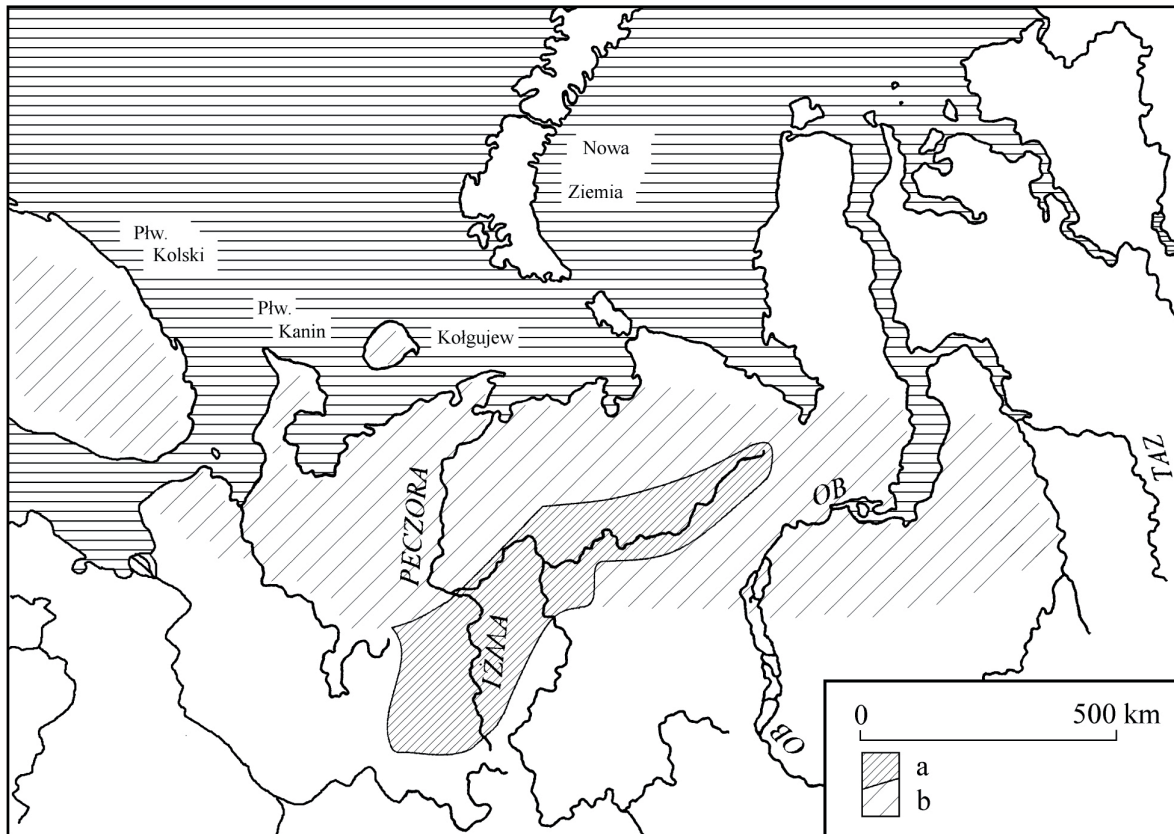 Nowa
Ziemia
Płw.
Kolski
Płw.
Kanin
Kołgujew
PECZORA
IŻMA
OB
OB
TAZ
0 500 km
a
b